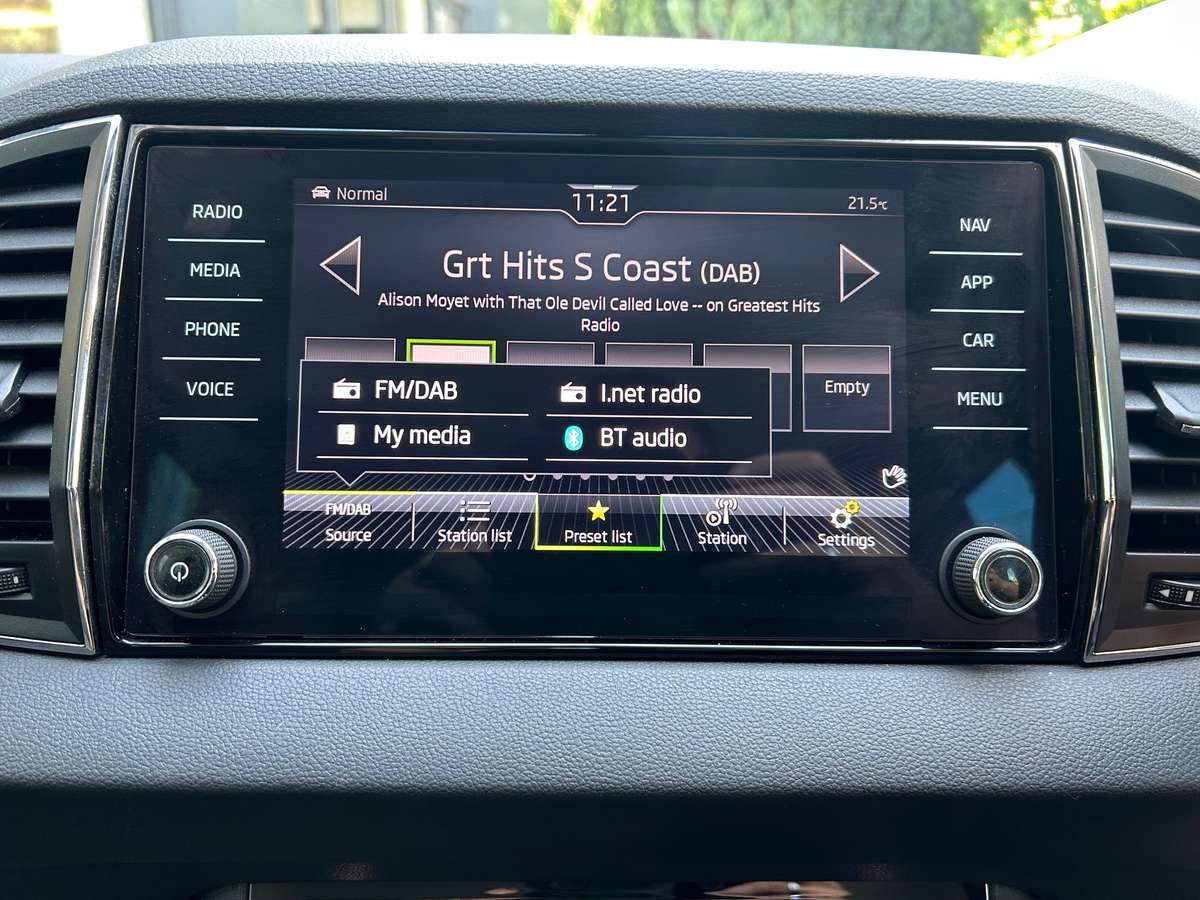 RADIO
MEDIA
PHONE
VOICE
Normal
11:21
21.5°C
Grt Hits S Coast (DAB)
Alison Moyet with That Ole Devil Called Love -- on Greatest Hits
Radio
Empty
FM/DAB
I.net radio
My media
BT audio
FM/DAB
Source
Station list
Preset list
Station
Settings
NAV
APP
CAR
MENU